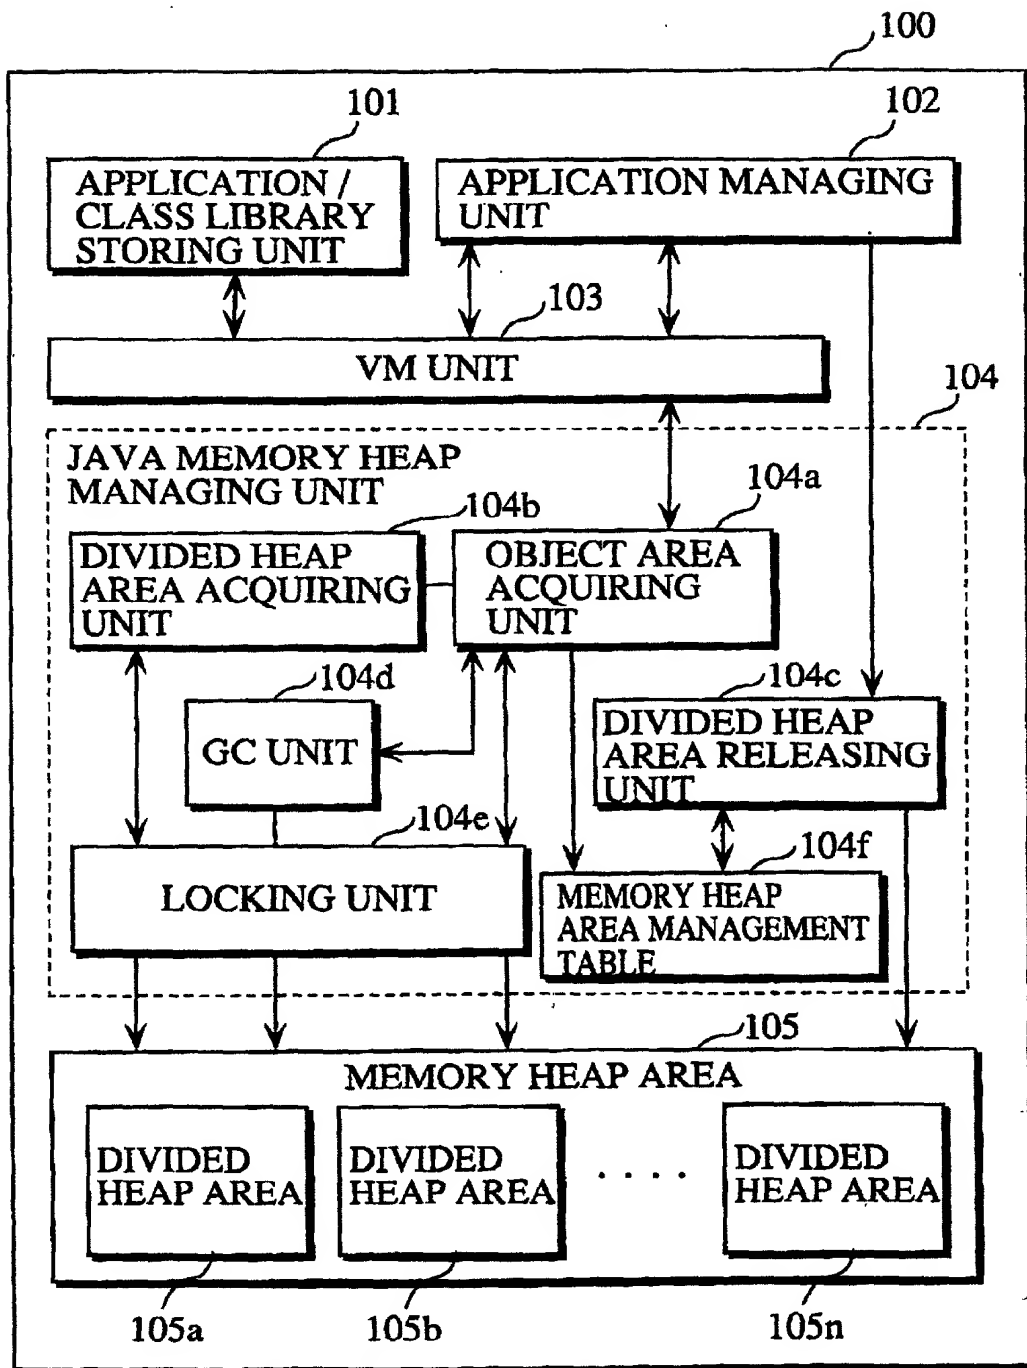 100
101
102
APPLICATION /
CLASS LIBRARY
STORING UNIT
APPLICATION MANAGING
UNIT
103
VM UNIT
104
JAVA MEMORY HEAP
MANAGING UNIT
104a
104b
DIVIDED HEAP
AREA ACQUIRING
UNIT
OBJECT AREA
ACQUIRING
UNIT
104d
104c
GC UNIT
DIVIDED HEAP
AREA RELEASING
UNIT
104e
104f
LOCKING UNIT
MEMORY HEAP
AREA MANAGEMENT
TABLE
105
MEMORY HEAP AREA
DIVIDED
HEAP AREA
DIVIDED
HEAP AREA
. . . .
DIVIDED
HEAP AREA
105a
105b
105n